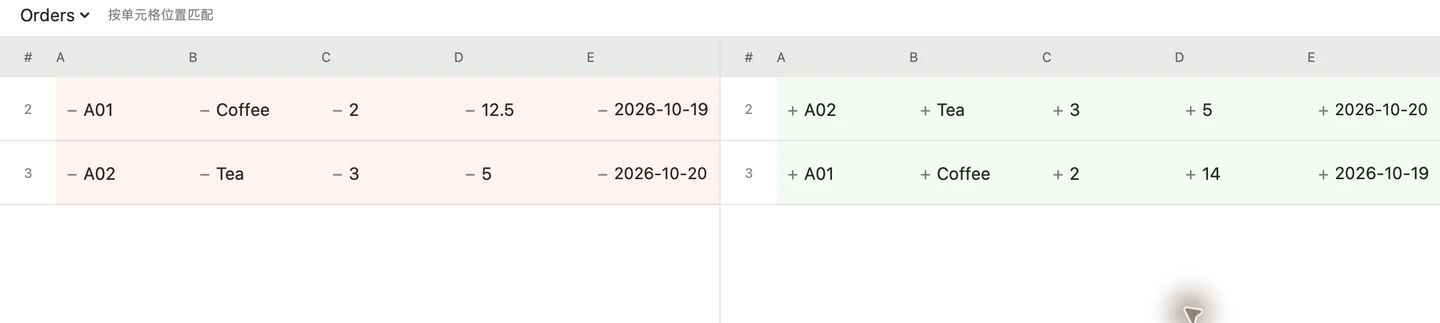 Orders 按单元格位置匹配
# A B C D E # A B C D E
2 − A01 − Coffee − 2 − 12.5 − 2026-10-19 2 + A02 + Tea + 3 + 5 + 2026-10-20
3 − A02 − Tea − 3 − 5 − 2026-10-20 3 + A01 + Coffee + 2 + 14 + 2026-10-19